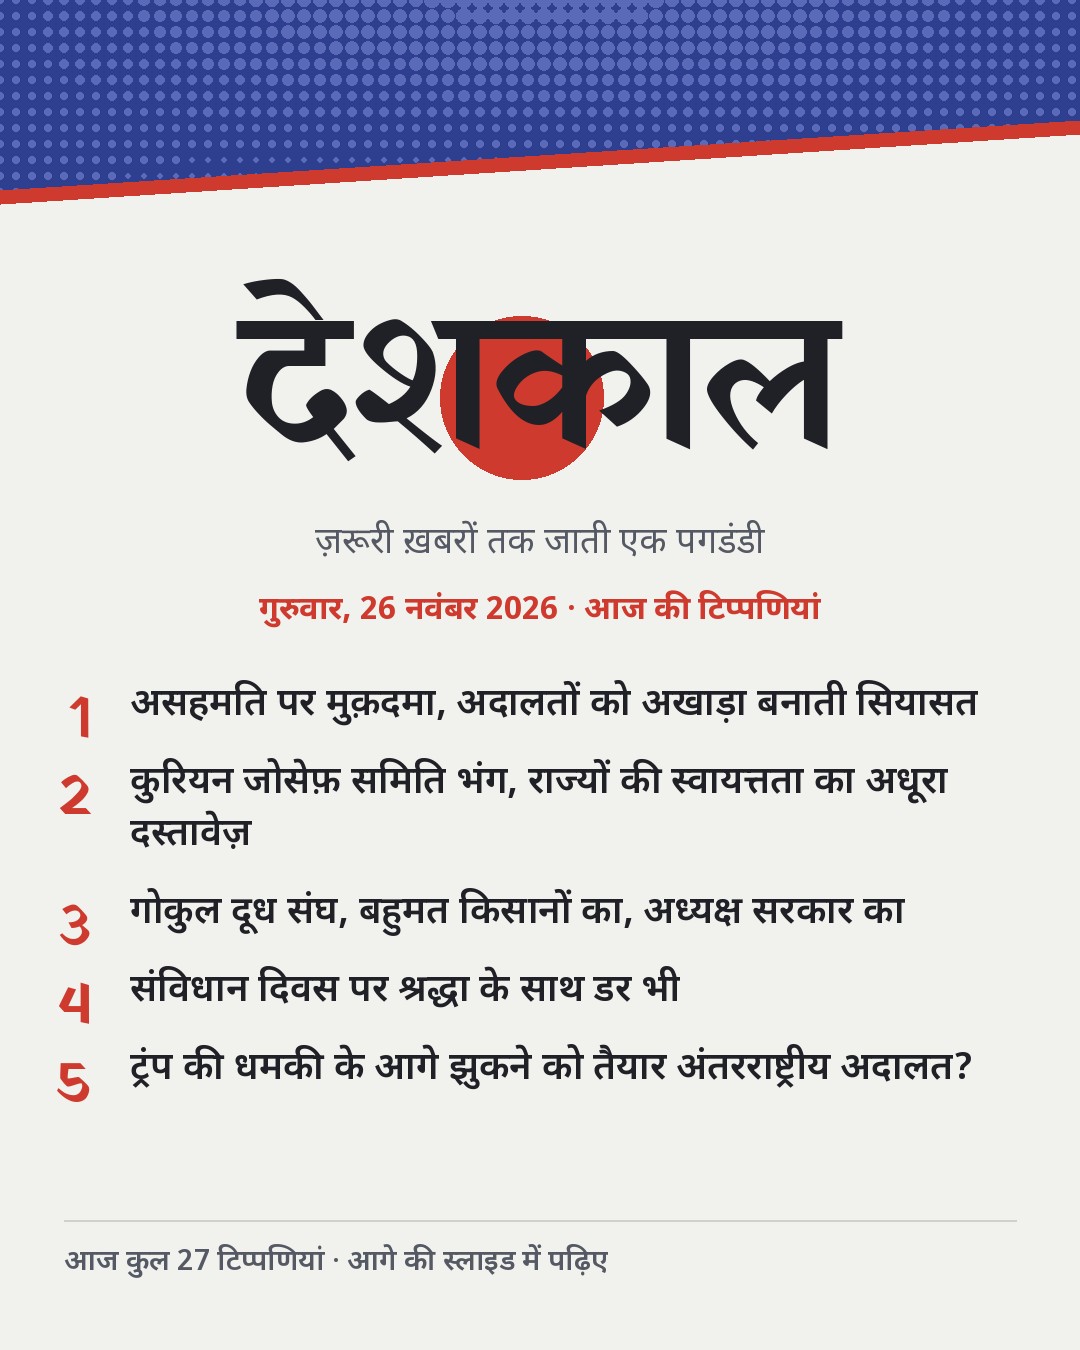 देशकाल
ज़रूरी ख़बरों तक जाती एक पगडंडी
गुरुवार, 26 नवंबर 2026 · आज की टिप्पणियां
1 असहमति पर मुक़दमा, अदालतों को अखाड़ा बनाती सियासत
2 कुरियन जोसेफ़ समिति भंग, राज्यों की स्वायत्तता का अधूरा
दस्तावेज़
3 गोकुल दूध संघ, बहुमत किसानों का, अध्यक्ष सरकार का
4 संविधान दिवस पर श्रद्धा के साथ डर भी
5 ट्रंप की धमकी के आगे झुकने को तैयार अंतरराष्ट्रीय अदालत?
आज कुल 27 टिप्पणियां · आगे की स्लाइड में पढ़िए